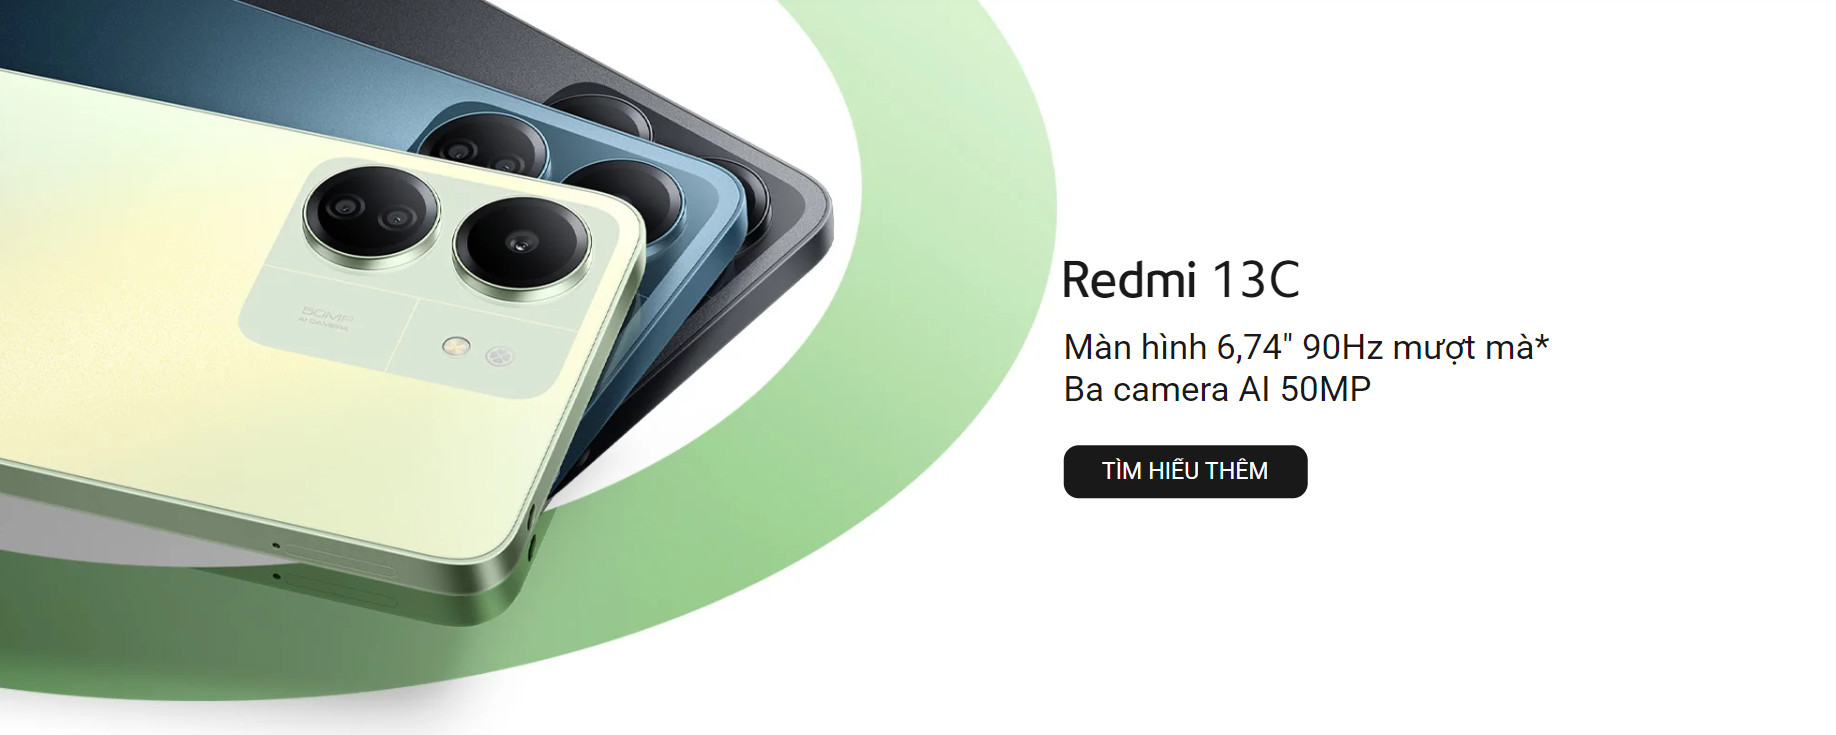 50MP
AI CAMERA
Redmi 13C
Màn hình 6,74" 90Hz mượt mà*
Ba camera AI 50MP
TÌM HIỂU THÊM